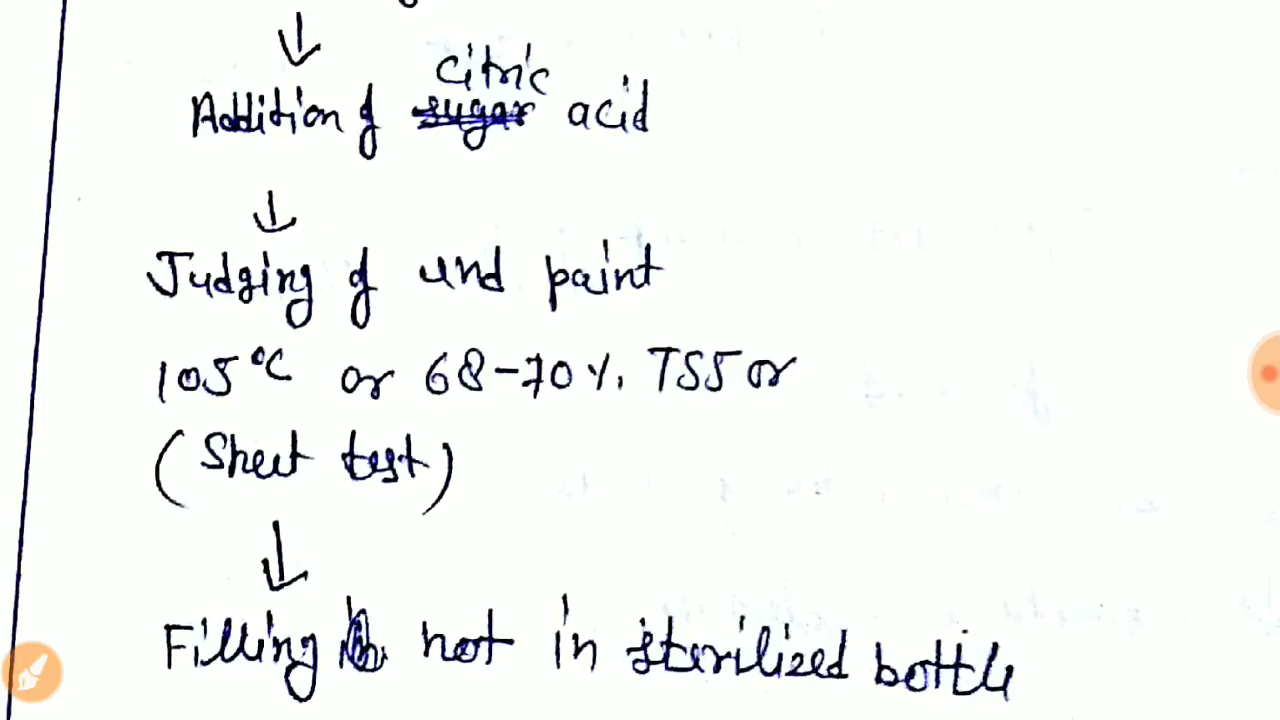 ↓
Addition of citric acid
↓
Judging of end point
105°C or 68-70%. TSS or
(Sheet test)
↓
Filling hot in sterilized bottle